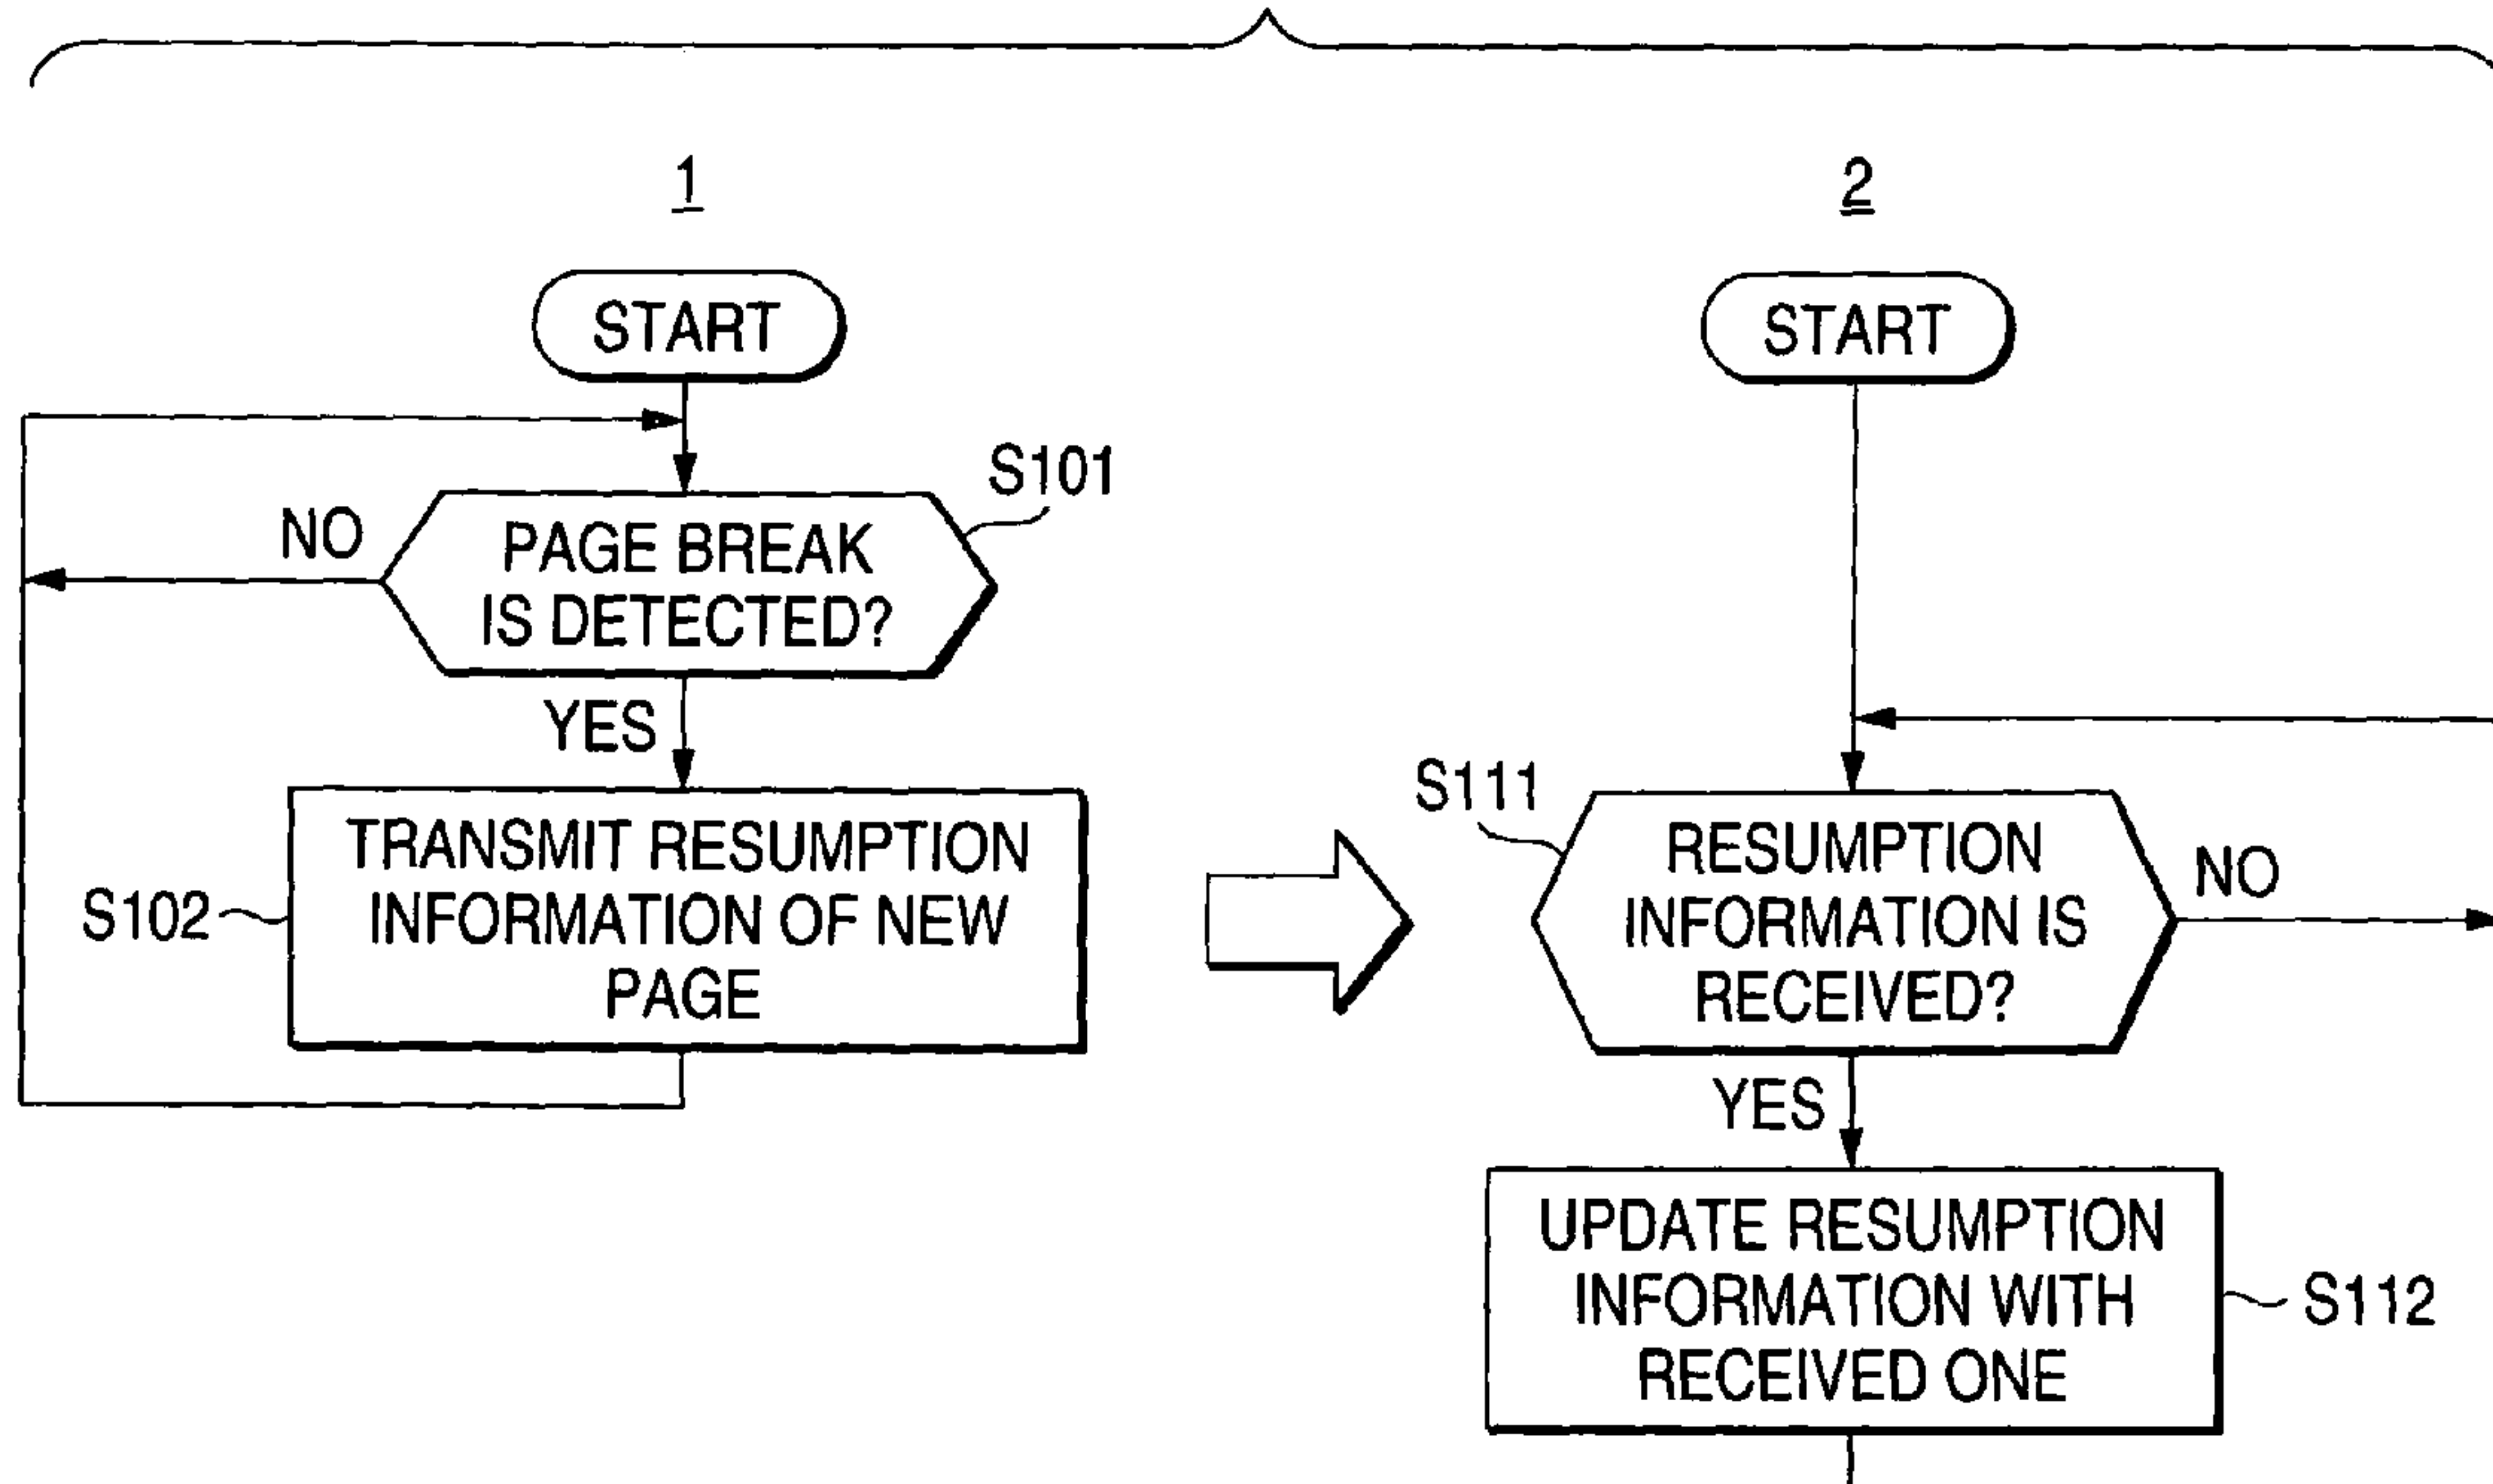 1
START
S101
NO
PAGE BREAK
IS DETECTED?
YES
S102
TRANSMIT RESUMPTION
INFORMATION OF NEW
PAGE
2
START
S111
RESUMPTION
INFORMATION IS
RECEIVED?
NO
YES
UPDATE RESUMPTION
INFORMATION WITH
RECEIVED ONE
S112